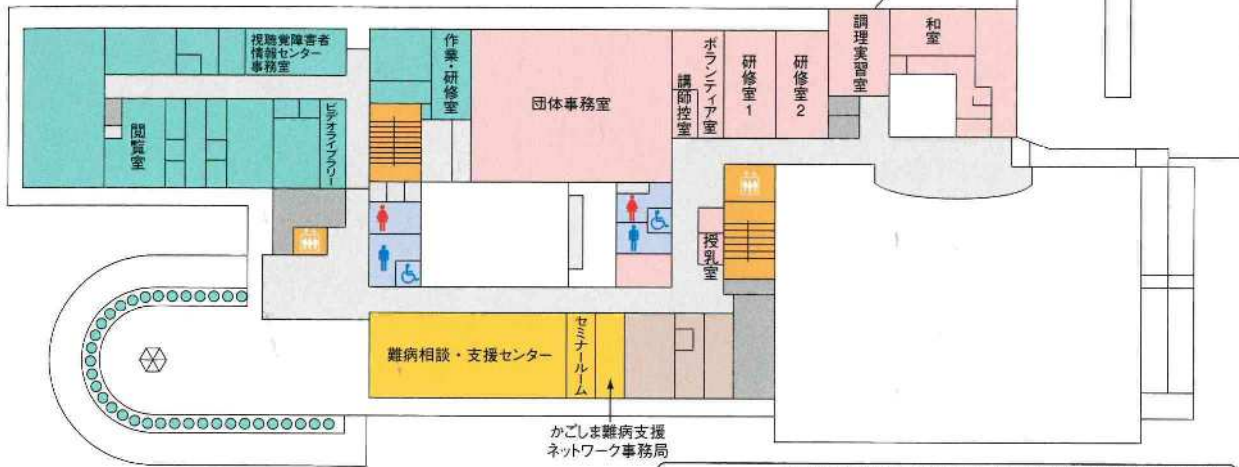 視聴覚障害者
情報センター
事務室
作業・研修室
団体事務室
講師控室
ボランティア室
研修室1
研修室2
調理実習室
和室
閲覧室
ビデオライブラリー
授乳室
難病相談・支援センター
セミナールーム
かごしま難病支援
ネットワーク事務局